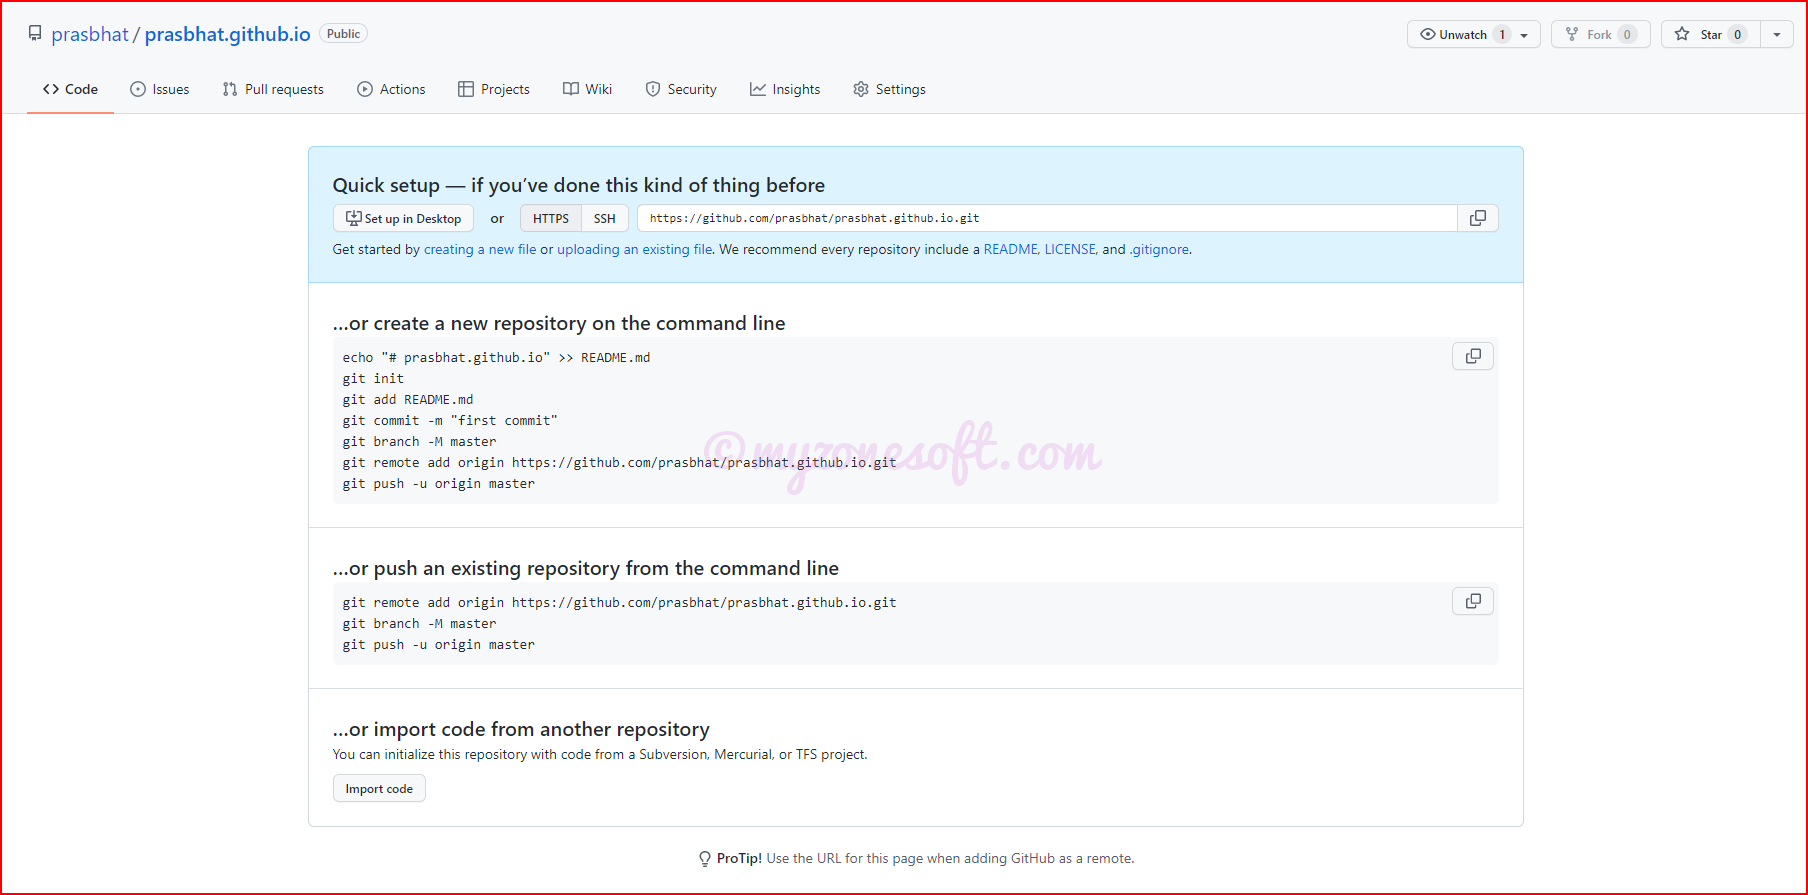 prasbhat / prasbhat.github.io Public
Unwatch 1 Fork 0 Star 0
Code Issues Pull requests Actions Projects Wiki Security Insights Settings
Quick setup — if you’ve done this kind of thing before
Set up in Desktop or HTTPS SSH https://github.com/prasbhat/prasbhat.github.io.git
Get started by creating a new file or uploading an existing file. We recommend every repository include a README, LICENSE, and .gitignore.
…or create a new repository on the command line
echo "# prasbhat.github.io" >> README.md
git init
git add README.md
git commit -m "first commit"
git branch -M master
git remote add origin https://github.com/prasbhat/prasbhat.github.io.git
git push -u origin master
©myzonesoft.com
…or push an existing repository from the command line
git remote add origin https://github.com/prasbhat/prasbhat.github.io.git
git branch -M master
git push -u origin master
…or import code from another repository
You can initialize this repository with code from a Subversion, Mercurial, or TFS project.
Import code
ProTip! Use the URL for this page when adding GitHub as a remote.